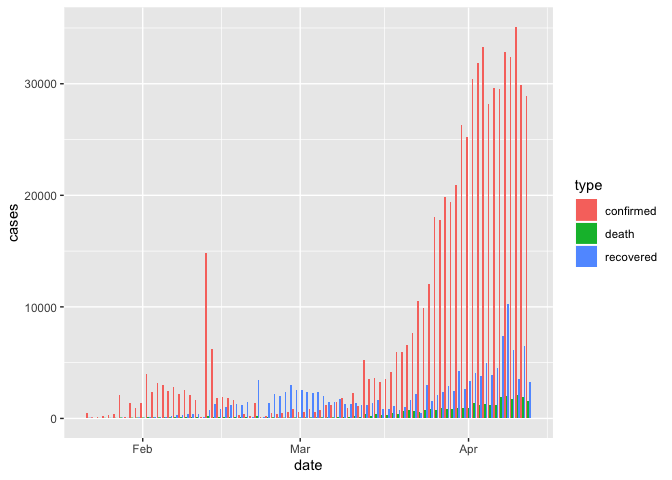 30000
20000
10000
0
cases
Feb
Mar
Apr
date
type
confirmed
death
recovered